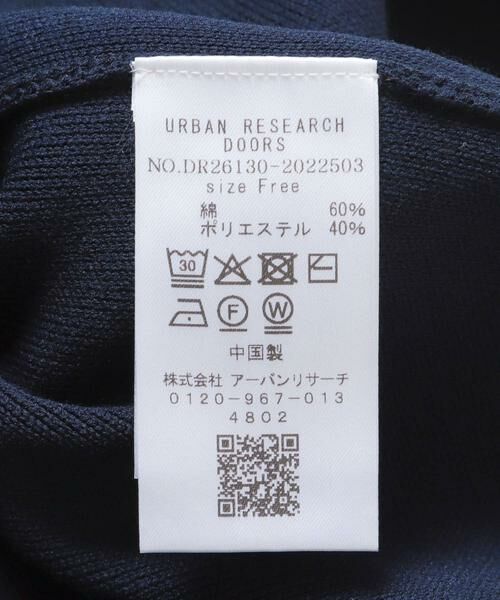 URBAN RESEARCH
DOORS
NO.DR26130-2022503
size Free
綿 60%
ポリエステル 40%
30
F W
中国製
株式会社 アーバンリサーチ
0120-967-013
4802